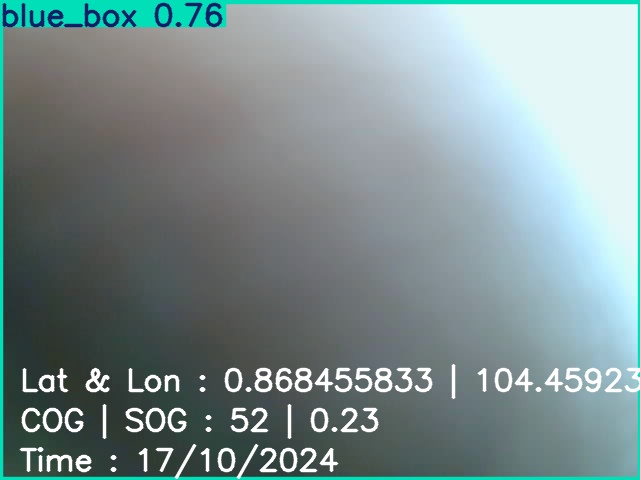 blue_box 0.76
Lat & Lon : 0.868455833 | 104.45923
COG | SOG : 52 | 0.23
Time : 17/10/2024